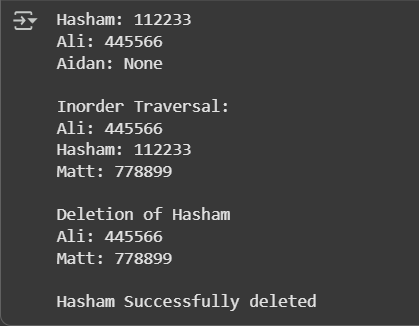 Hasham: 112233
Ali: 445566
Aidan: None
Inorder Traversal:
Ali: 445566
Hasham: 112233
Matt: 778899
Deletion of Hasham
Ali: 445566
Matt: 778899
Hasham Successfully deleted